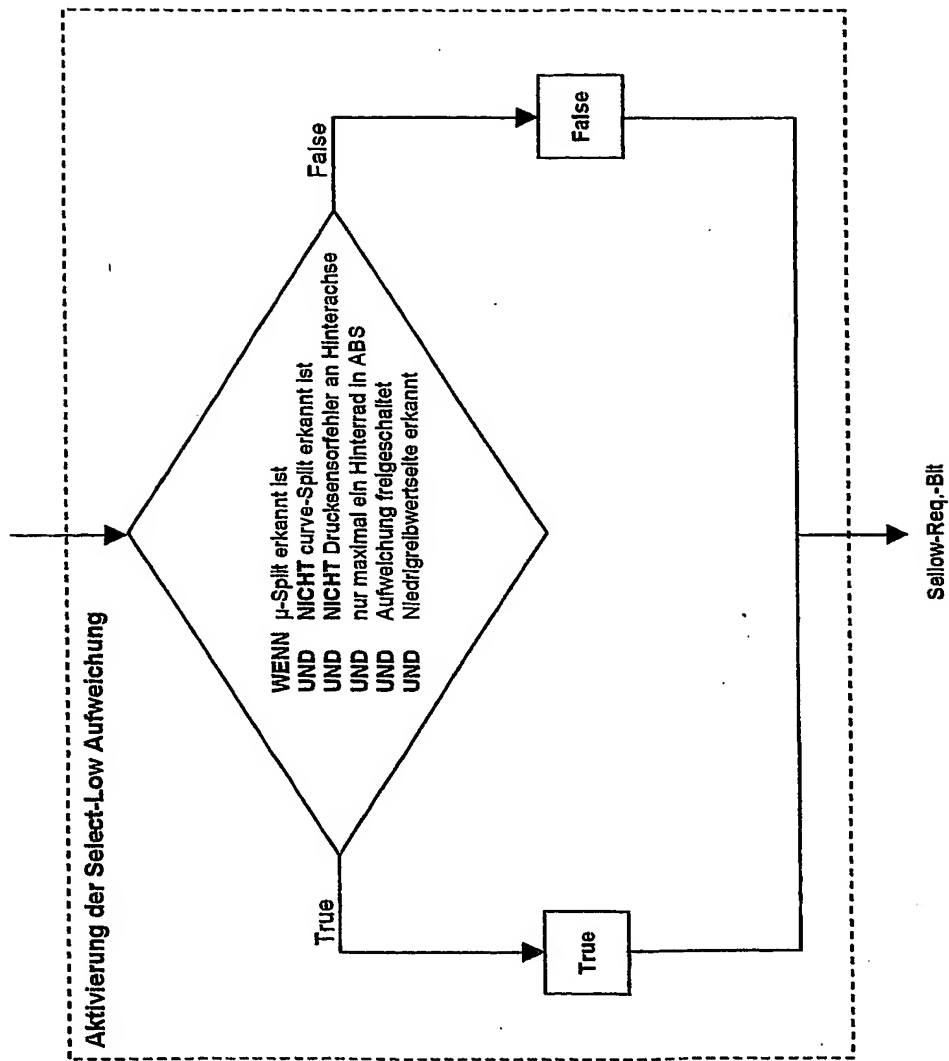 Aktivierung der Select-Low Aufweichung
WENN µ-Split erkannt ist
UND NICHT curve-Split erkannt ist
UND NICHT Drucksensorfehler an Hinterachse
UND nur maximal ein Hinterrad in ABS
UND Aufweichung freigeschaltet
UND Niedrigreibwertseite erkannt
True
False
True
False
Sellow-Req.-Bit